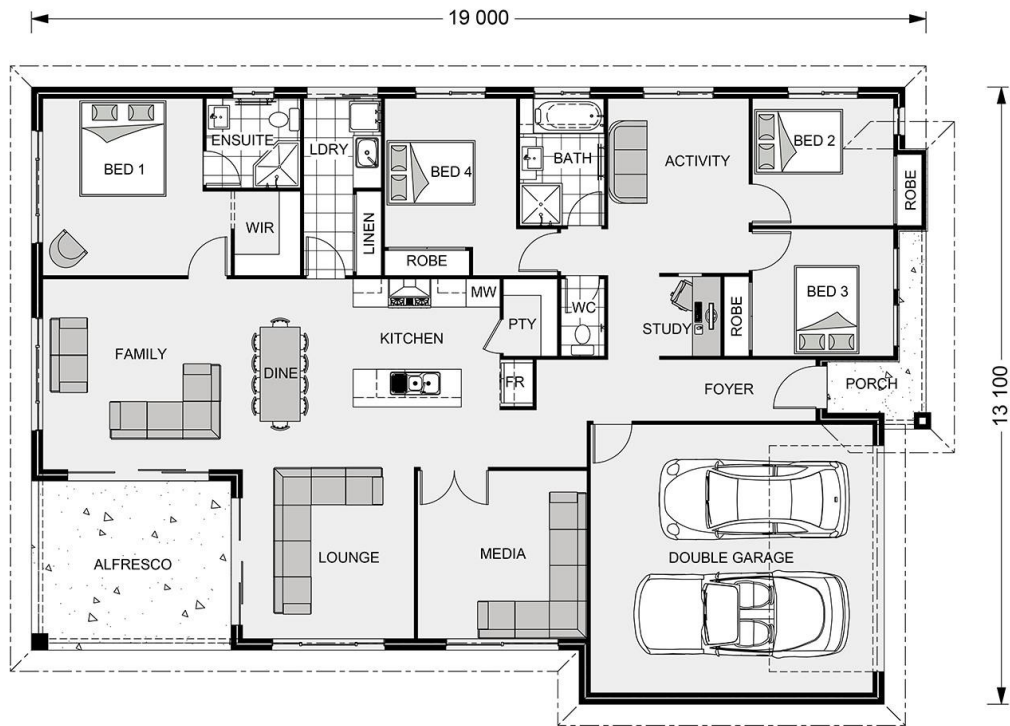 19 000
BED 1
ENSUITE
LDRY
BED 4
BATH
ACTIVITY
BED 2
ROBE
WIR
LINEN
ROBE
BED 3
MW
LWC
PTY
STUDY
ROBE
KITCHEN
FAMILY
DINE
FR
FOYER
PORCH
13 100
ALFRESCO
LOUNGE
MEDIA
DOUBLE GARAGE